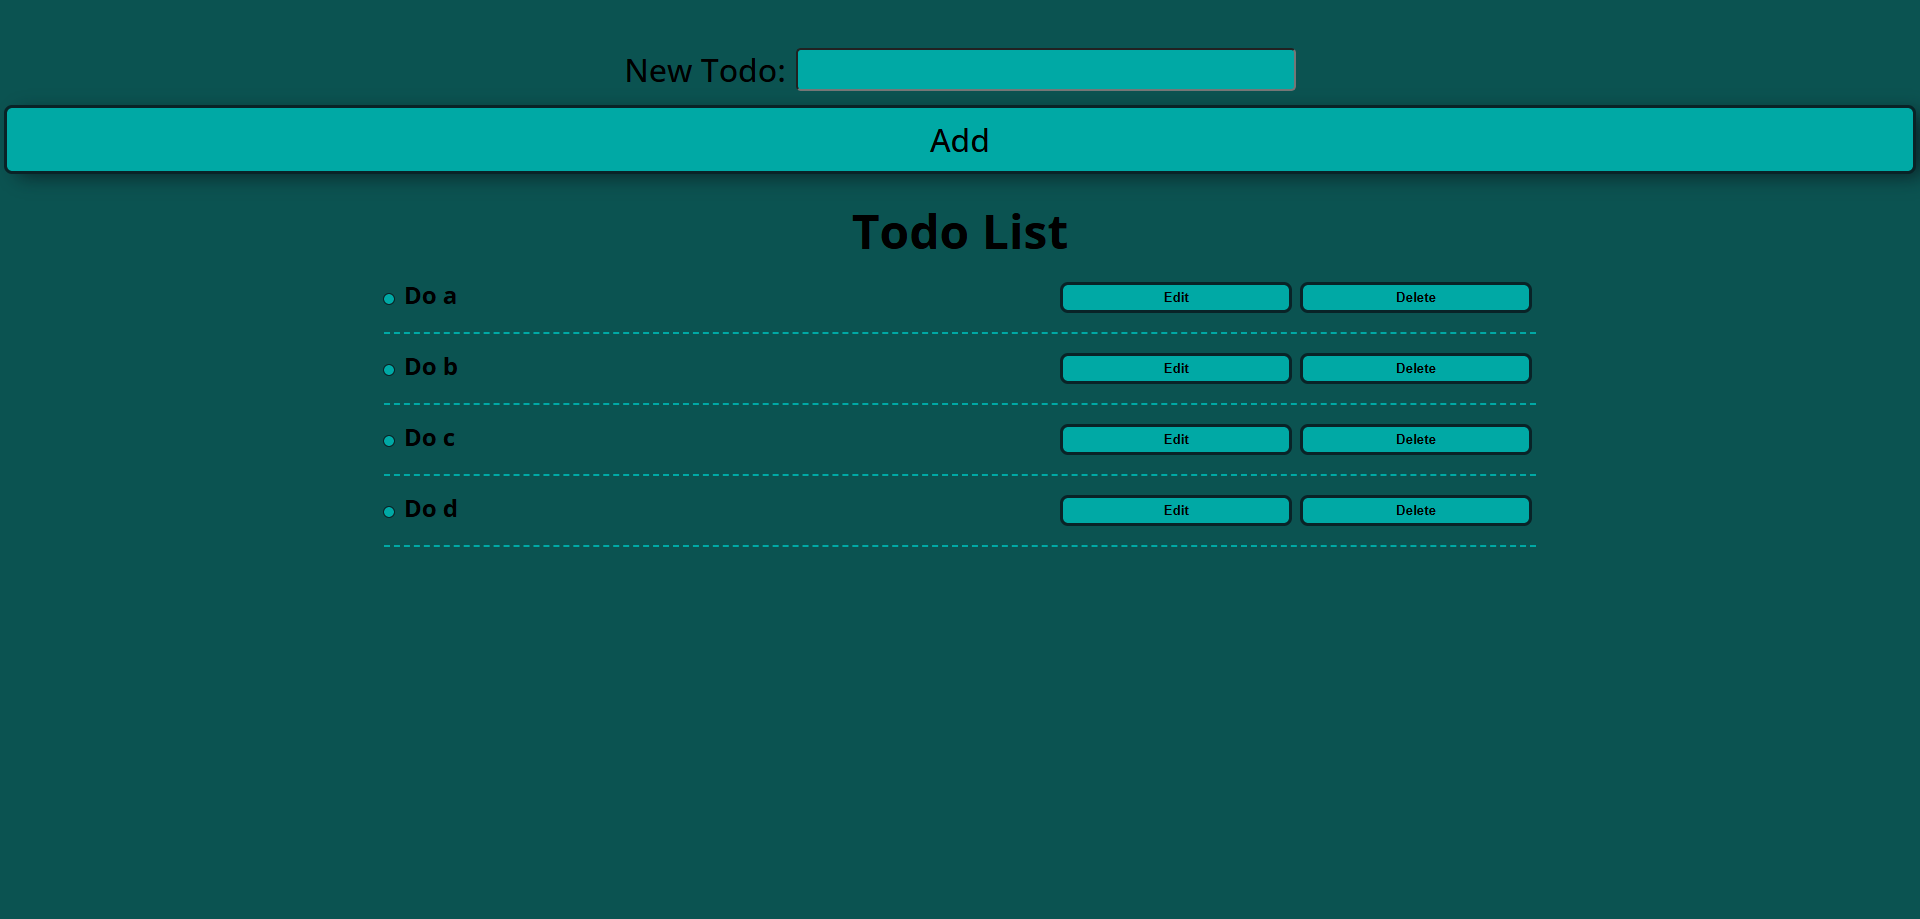 New Todo:
Add
Todo List
Do a Edit Delete
Do b Edit Delete
Do c Edit Delete
Do d Edit Delete